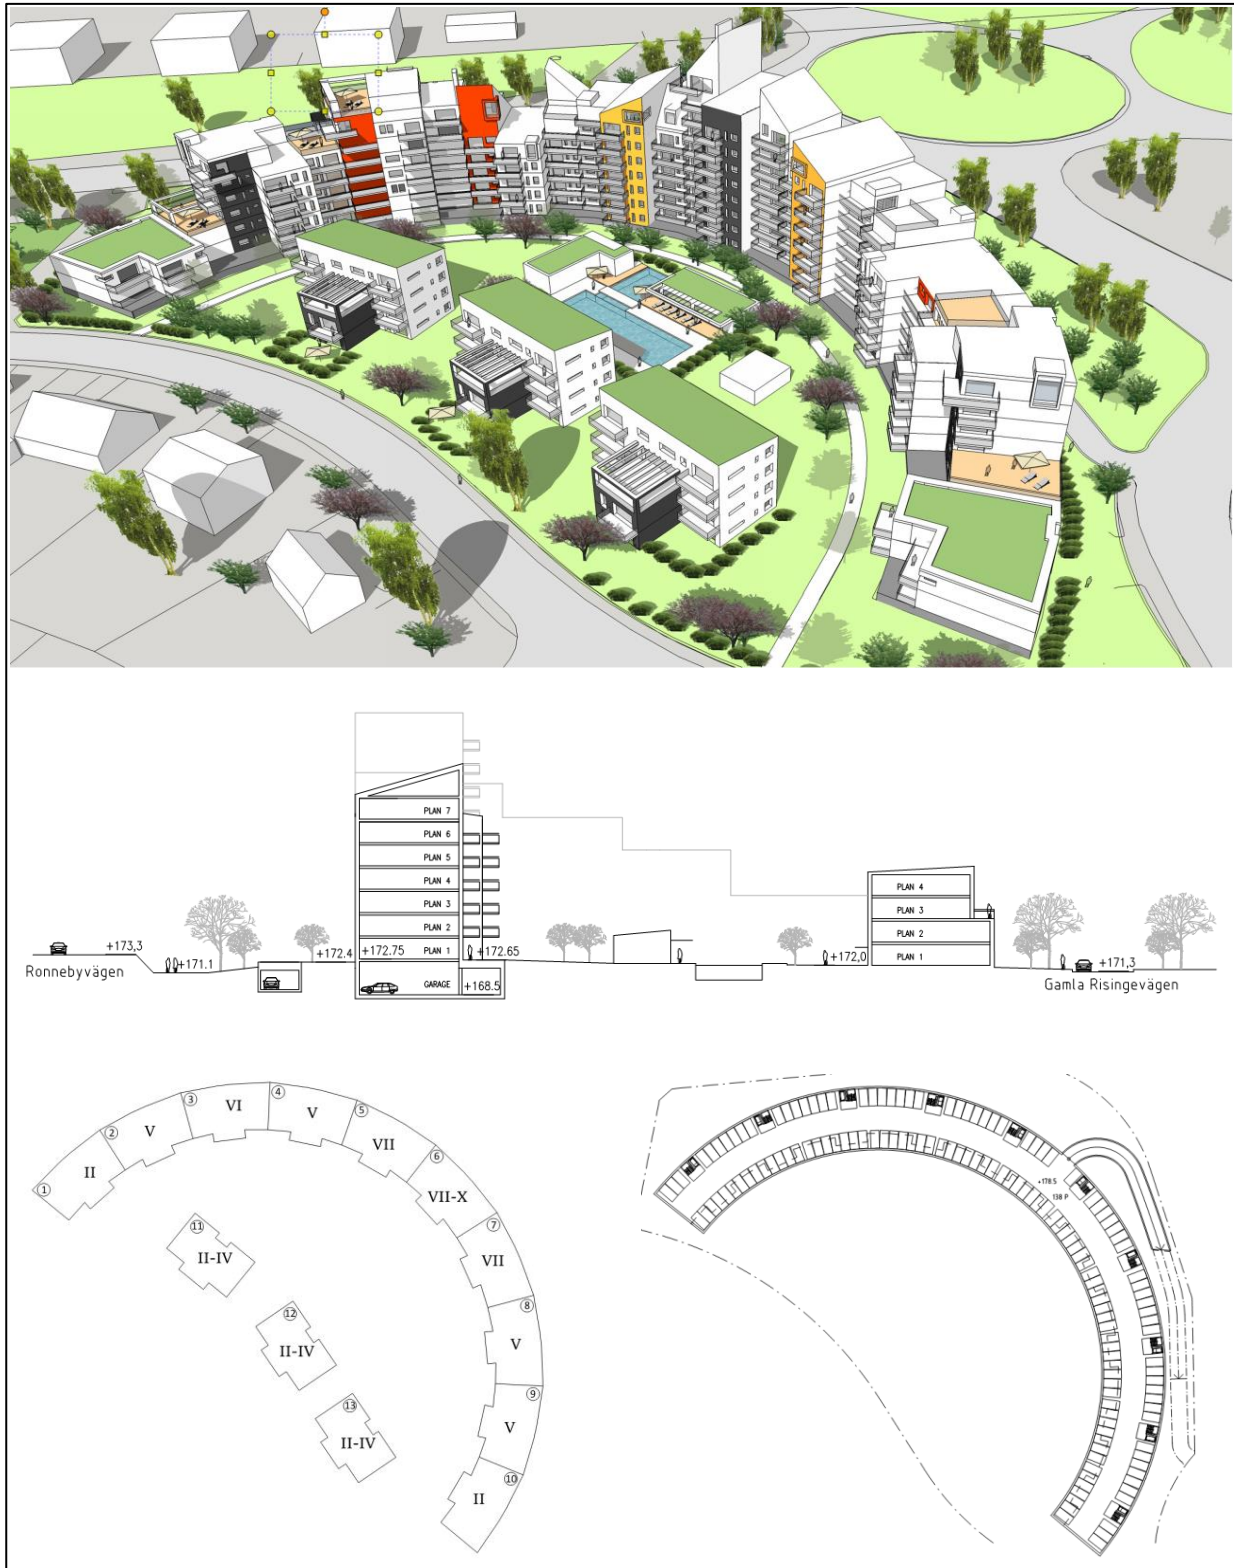 PLAN 7
PLAN 6
PLAN 5
PLAN 4
PLAN 3
PLAN 2
PLAN 1
GARAGE
PLAN 4
PLAN 3
PLAN 2
PLAN 1
+173,3
+171.1
+172.4
+172.75
+172.65
+168.5
+172,0
+171,3
Ronnebyvägen
Gamla Risingevägen
1
II
2
V
3
VI
4
V
5
VII
6
VII-X
7
VII
8
V
9
V
10
II
11
II-IV
12
II-IV
13
II-IV
+178.5
138 P